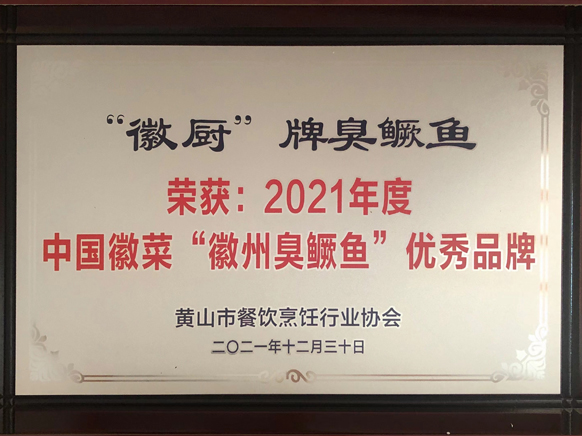 “徽厨”牌臭鳜鱼
荣获：2021年度
中国徽菜“徽州臭鳜鱼”优秀品牌
黄山市餐饮烹饪行业协会
二〇二一年十二月三十日